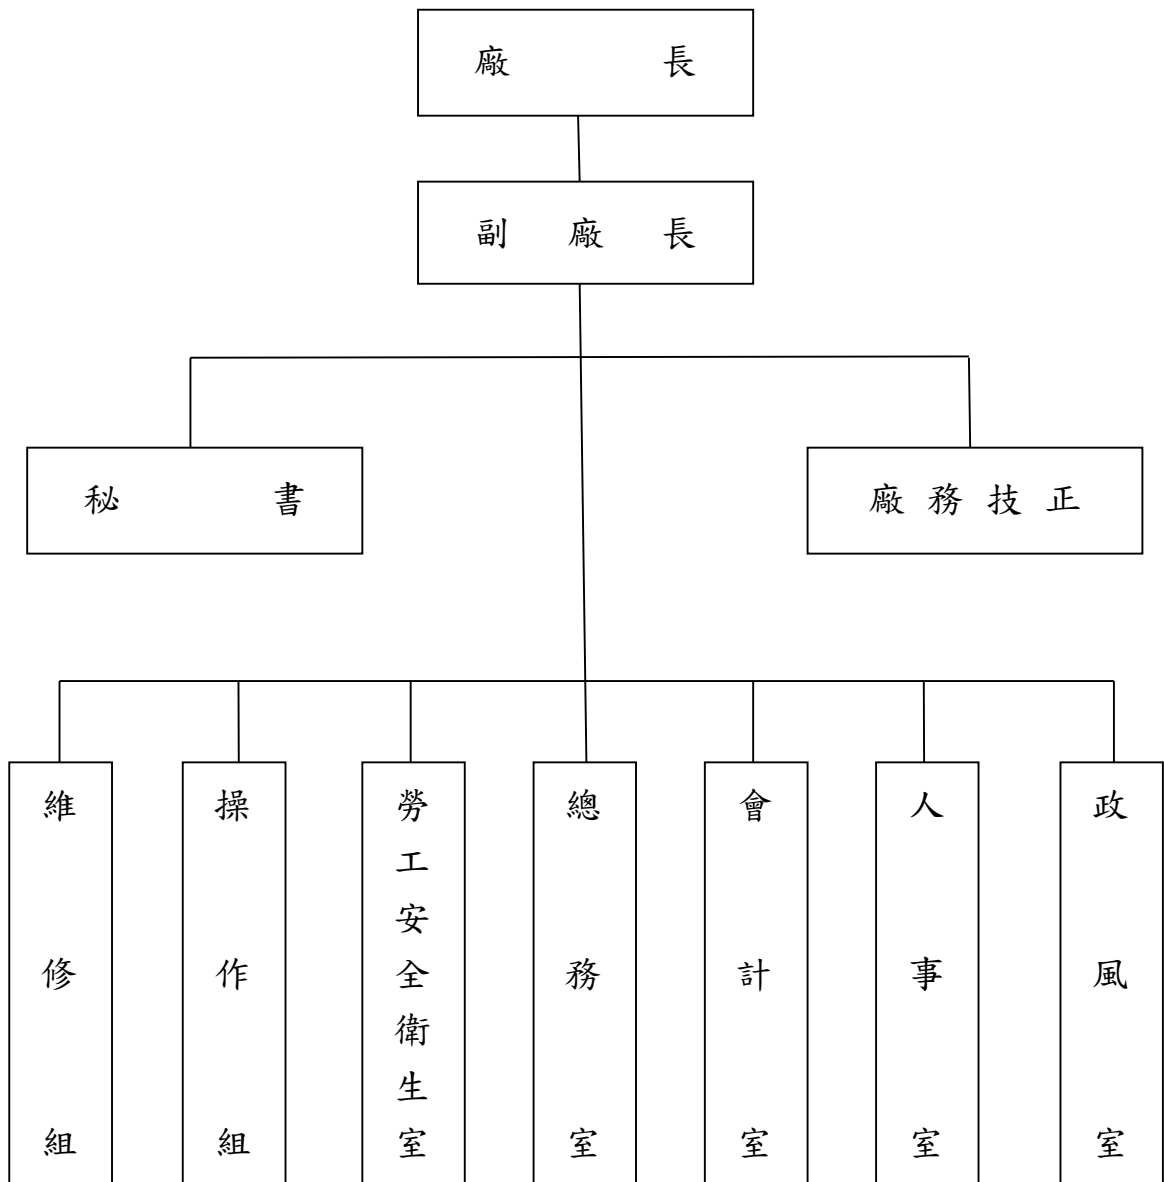 廠長
副廠長
秘書
廠務技正
維修組
操作組
勞工安全衛生室
總務室
會計室
人事室
政風室